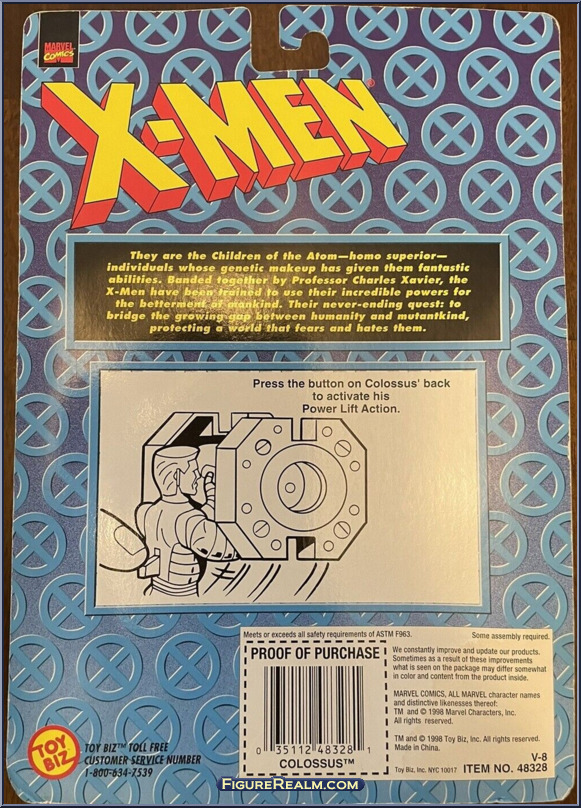 MARVEL
COMICS
X-MEN
®
They are the Children of the Atom—homo superior—
individuals whose genetic makeup has given them fantastic
abilities. Banded together by Professor Charles Xavier, the
X-Men have been trained to use their incredible powers for
the betterment of mankind. Their never-ending quest: to
bridge the growing gap between humanity and mutantkind,
protecting a world that fears and hates them.
Press the button on Colossus' back
to activate his
Power Lift Action.
Meets or exceeds all safety requirements of ASTM F963.
Some assembly required.
PROOF OF PURCHASE
0 35112 48328 1
COLOSSUS™
We constantly improve and update our products.
Sometimes as a result of these improvements
what is seen on the package may differ somewhat
in color and content from the product inside.
MARVEL COMICS, ALL MARVEL character names
and distinctive likenesses thereof:
TM and © 1998 Marvel Characters, Inc.
All rights reserved.
TM and © 1998 Toy Biz, Inc. All rights reserved.
Made in China.
V-8
Toy Biz, Inc. NYC 10017 ITEM NO. 48328
TOY
BIZ
TOY BIZ™ TOLL FREE
CUSTOMER SERVICE NUMBER
1-800-634-7539
FigureRealm.com